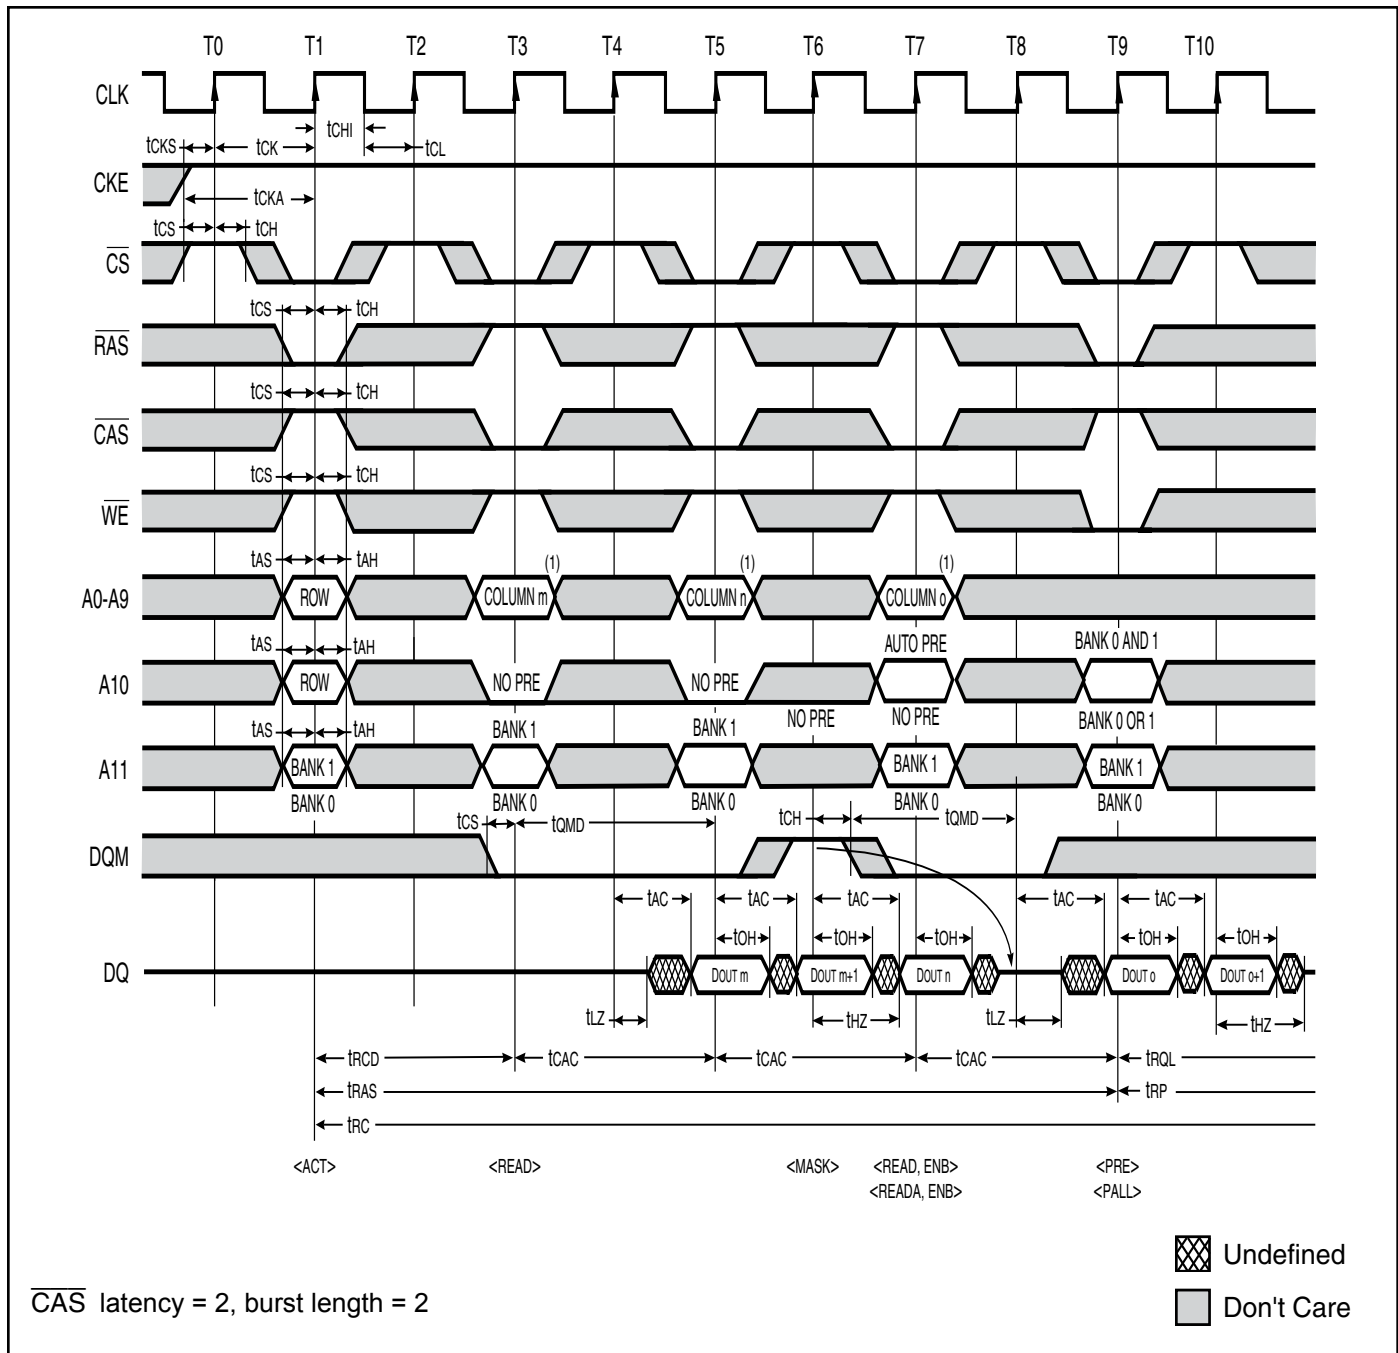 T0 T1 T2 T3 T4 T5 T6 T7 T8 T9 T10
CLK
tCHI
tCKS tCK tCL
CKE
tCKA
tCS tCH
CS
tCS tCH
RAS
tCS tCH
CAS
tCS tCH
WE
tAS tAH (1) (1) (1)
A0-A9 ROW COLUMN m COLUMN n COLUMN o
tAS tAH AUTO PRE BANK 0 AND 1
A10 ROW NO PRE NO PRE
tAS tAH BANK 1 BANK 1 NO PRE NO PRE BANK 0 OR 1
A11 BANK 1 BANK 1 BANK 1
BANK 0 BANK 0 BANK 0 BANK 0 BANK 0
tCS tQMD tCH tQMD
DQM
tAC tAC tAC tAC tAC
tOH tOH tOH tOH tOH
DQ DOUT m DOUT m+1 DOUT n DOUT o DOUT o+1
tLZ tHZ tLZ tHZ
tRCD tCAC tCAC tCAC tRQL
tRAS tRP
tRC
<ACT> <READ> <MASK> <READ, ENB> <PRE>
<READA, ENB> <PALL>
Undefined
CAS latency = 2, burst length = 2
Don't Care